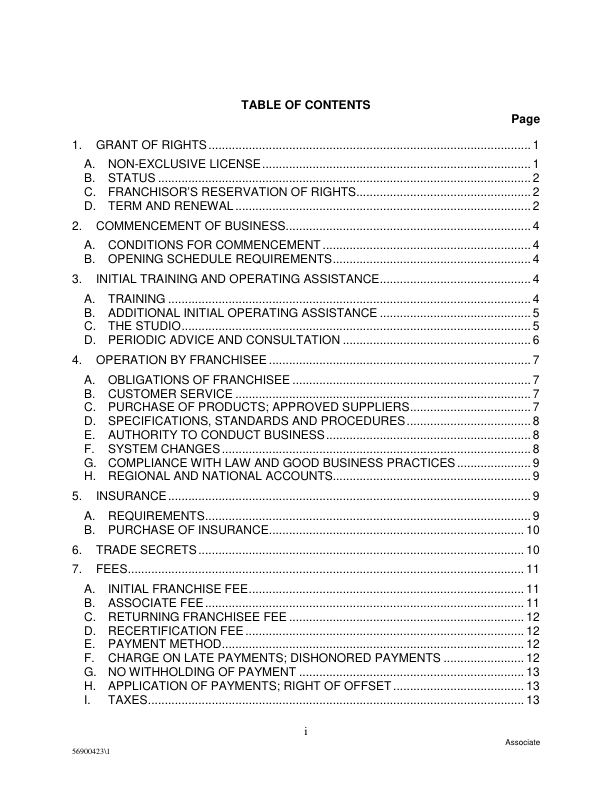 TABLE OF CONTENTS
Page
1. GRANT OF RIGHTS.................................................................................................. 1
A. NON-EXCLUSIVE LICENSE................................................................................. 1
B. STATUS................................................................................................................ 2
C. FRANCHISOR'S RESERVATION OF RIGHTS..................................................... 2
D. TERM AND RENEWAL......................................................................................... 2
2. COMMENCEMENT OF BUSINESS.......................................................................... 4
A. CONDITIONS FOR COMMENCEMENT............................................................... 4
B. OPENING SCHEDULE REQUIREMENTS............................................................ 4
3. INITIAL TRAINING AND OPERATING ASSISTANCE.............................................. 4
A. TRAINING............................................................................................................. 4
B. ADDITIONAL INITIAL OPERATING ASSISTANCE.............................................. 5
C. THE STUDIO......................................................................................................... 5
D. PERIODIC ADVICE AND CONSULTATION......................................................... 6
4. OPERATION BY FRANCHISEE................................................................................ 7
A. OBLIGATIONS OF FRANCHISEE........................................................................ 7
B. CUSTOMER SERVICE......................................................................................... 7
C. PURCHASE OF PRODUCTS; APPROVED SUPPLIERS..................................... 7
D. SPECIFICATIONS, STANDARDS AND PROCEDURES...................................... 8
E. AUTHORITY TO CONDUCT BUSINESS.............................................................. 8
F. SYSTEM CHANGES............................................................................................. 8
G. COMPLIANCE WITH LAW AND GOOD BUSINESS PRACTICES....................... 9
H. REGIONAL AND NATIONAL ACCOUNTS............................................................ 9
5. INSURANCE.............................................................................................................. 9
A. REQUIREMENTS.................................................................................................. 9
B. PURCHASE OF INSURANCE.............................................................................. 10
6. TRADE SECRETS..................................................................................................... 10
7. FEES.......................................................................................................................... 11
A. INITIAL FRANCHISE FEE.................................................................................... 11
B. ASSOCIATE FEE.................................................................................................. 11
C. RETURNING FRANCHISEE FEE......................................................................... 12
D. RECERTIFICATION FEE...................................................................................... 12
E. PAYMENT METHOD............................................................................................. 12
F. CHARGE ON LATE PAYMENTS; DISHONORED PAYMENTS........................... 12
G. NO WITHHOLDING OF PAYMENT...................................................................... 13
H. APPLICATION OF PAYMENTS; RIGHT OF OFFSET.......................................... 13
I. TAXES.................................................................................................................... 13
i
Associate
56900423\1